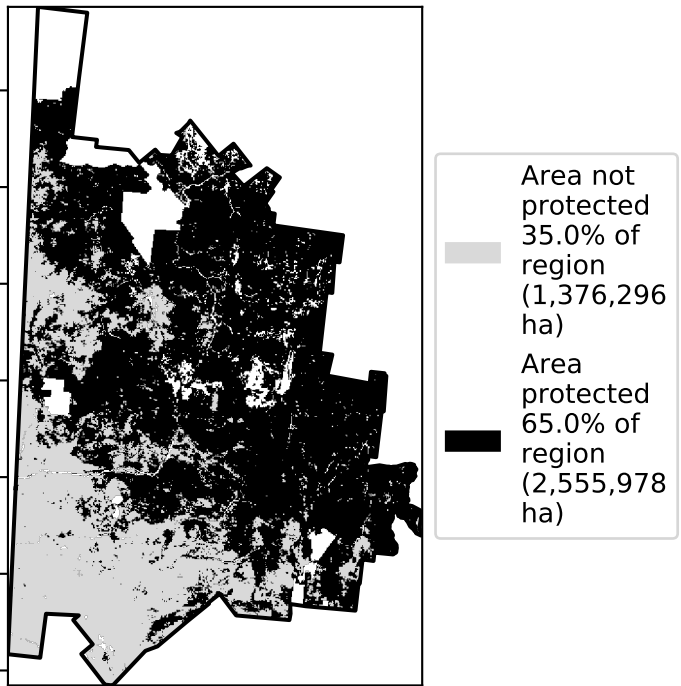 Area not
protected
35.0% of
region
(1,376,296
ha)
Area
protected
65.0% of
region
(2,555,978
ha)